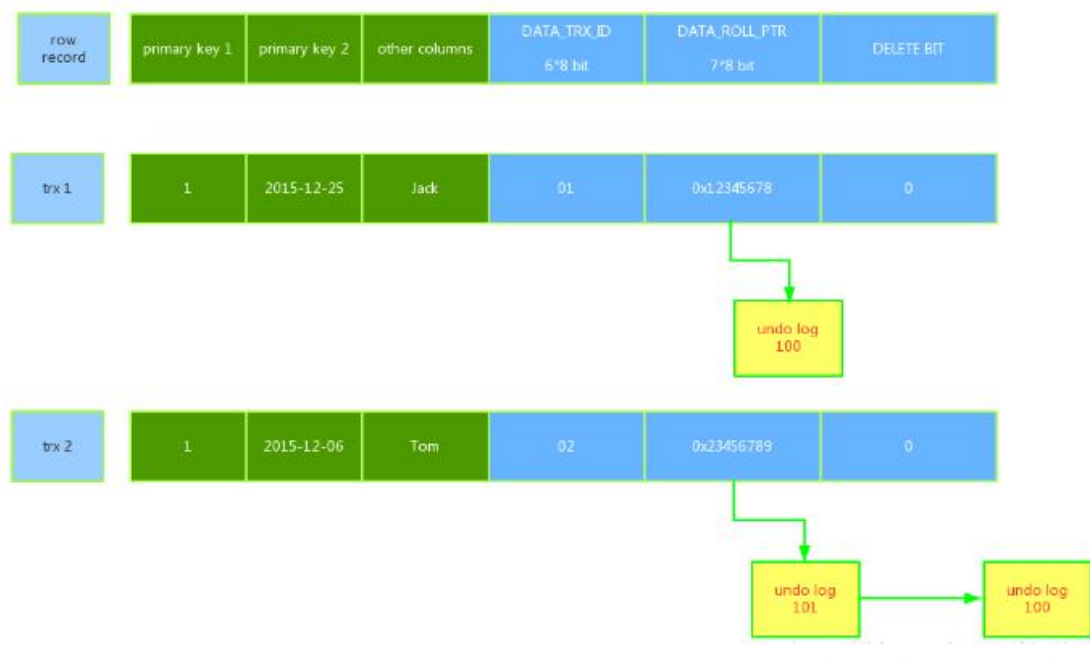 row
record
primary key 1
primary key 2
other columns
DATA_TRX_ID
6*8 bit
DATA_ROLL_PTR
7*8 bit
DELETE BIT
trx 1
1
2015-12-25
Jack
01
0x12345678
0
undo log
100
trx 2
1
2015-12-06
Tom
02
0x23456789
0
undo log
101
undo log
100